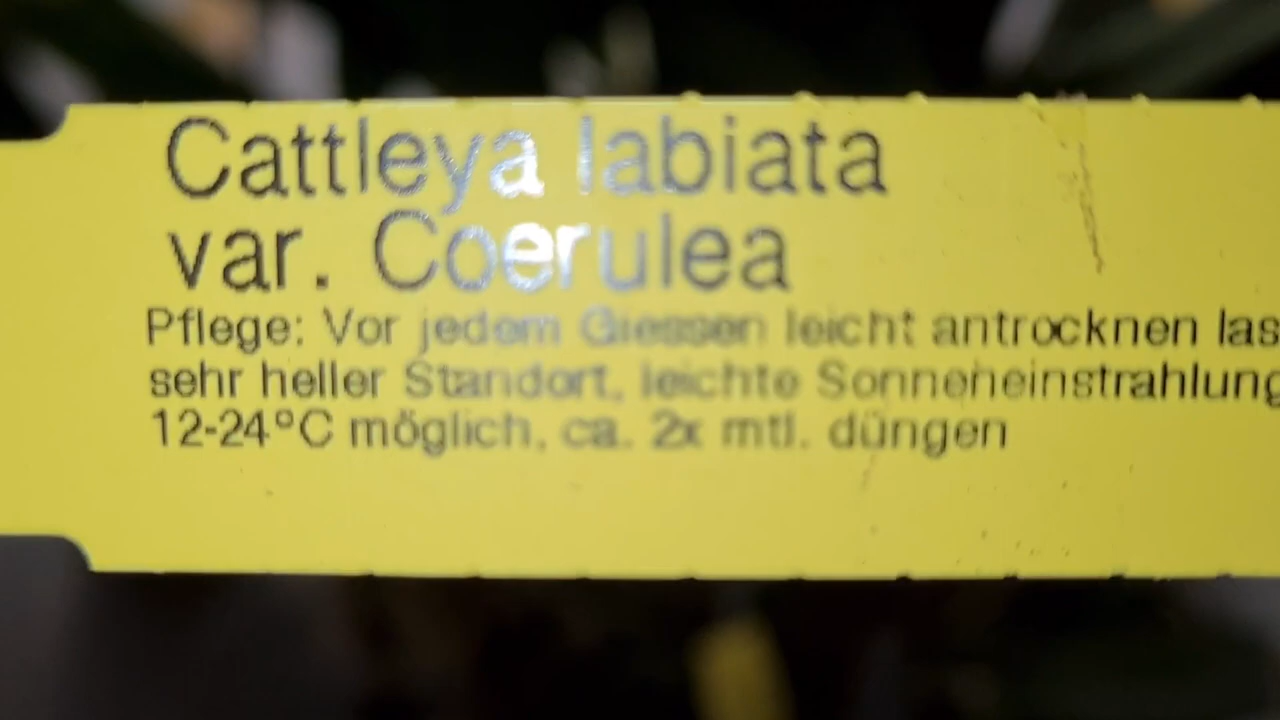 Cattleya labiata
var. Coerulea
Pflege: Vor jedem Giessen leicht antrocknen las
sehr heller Standort, leichte Sonneneinstrahlung
12-24°C möglich, ca. 2x mtl. düngen